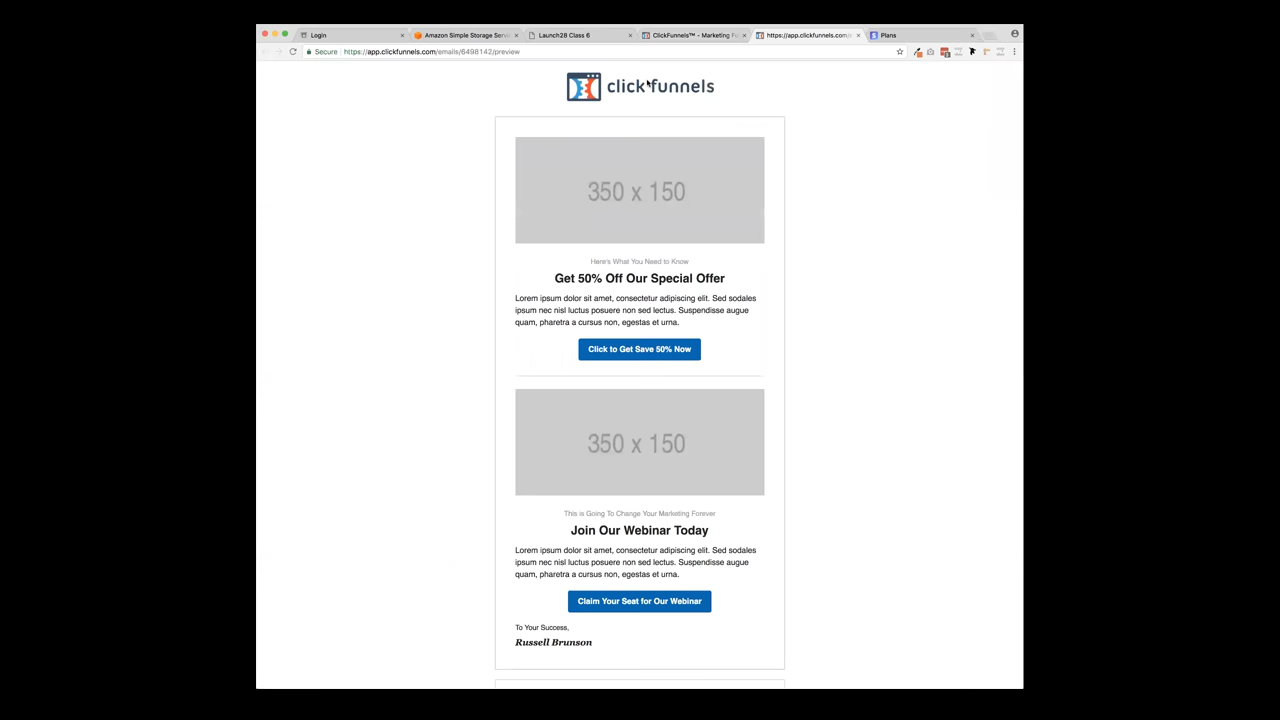 Login
Amazon Simple Storage Serv
Launch28 Class 6
ClickFunnels™ - Marketing Fu
https://app.clickfunnels.com/e
Plans
Secure
https://app.clickfunnels.com/emails/6498142/preview
clickfunnels
350 x 150
Here's What You Need to Know
Get 50% Off Our Special Offer
Lorem ipsum dolor sit amet, consectetur adipiscing elit. Sed sodales
ipsum nec nisl luctus posuere non sed lectus. Suspendisse augue
quam, pharetra a cursus non, egestas et urna.
Click to Get Save 50% Now
350 x 150
This is Going To Change Your Marketing Forever
Join Our Webinar Today
Lorem ipsum dolor sit amet, consectetur adipiscing elit. Sed sodales
ipsum nec nisl luctus posuere non sed lectus. Suspendisse augue
quam, pharetra a cursus non, egestas et urna.
Claim Your Seat for Our Webinar
To Your Success,
Russell Brunson